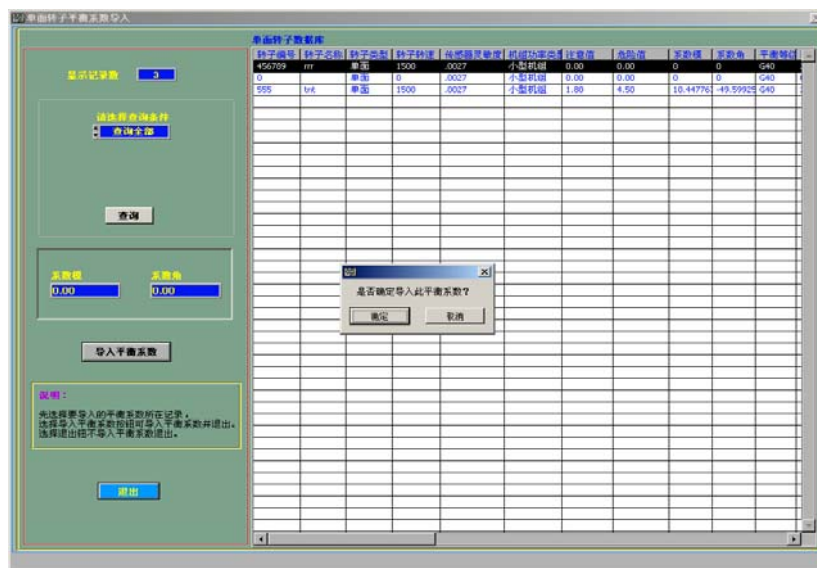 单面转子平衡系数导入
单面转子数据库
转子编号 转子名称 转子类型 转子转速 传感器灵敏度 机组功率类 注意值 危险值 系数模 系数角 平衡等级
456789 rrr 单面 1500 .0027 小型机组 0.00 0.00 0 0 G40
0 单面 0 .0027 小型机组 0.00 0.00 0 0 G40
555 单面 1500 .0027 小型机组 1.80 4.50 10.44776 -49.59925 G40
显示记录数 3
请选择查询条件
查询全部
查询
系数模 系数角
0.00 0.00
是否确定导入此平衡系数?
确定 取消
导入平衡系数
说明:
先选择要导入的平衡系数所在记录,
选择导入平衡系数按钮可导入平衡系数并退出。
选择退出钮不导入平衡系数退出。
退出